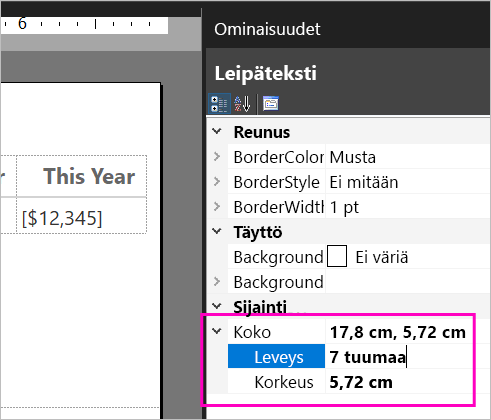 6
Ominaisuudet
Leipäteksti
Reunus
BorderColor Musta
BorderStyle Ei mitään
BorderWidth 1 pt
Täyttö
Background Ei väriä
Background
Sijainti
Koko 17,8 cm, 5,72 cm
Leveys 7 tuumaa
Korkeus 5,72 cm
r This Year
[$12,345]